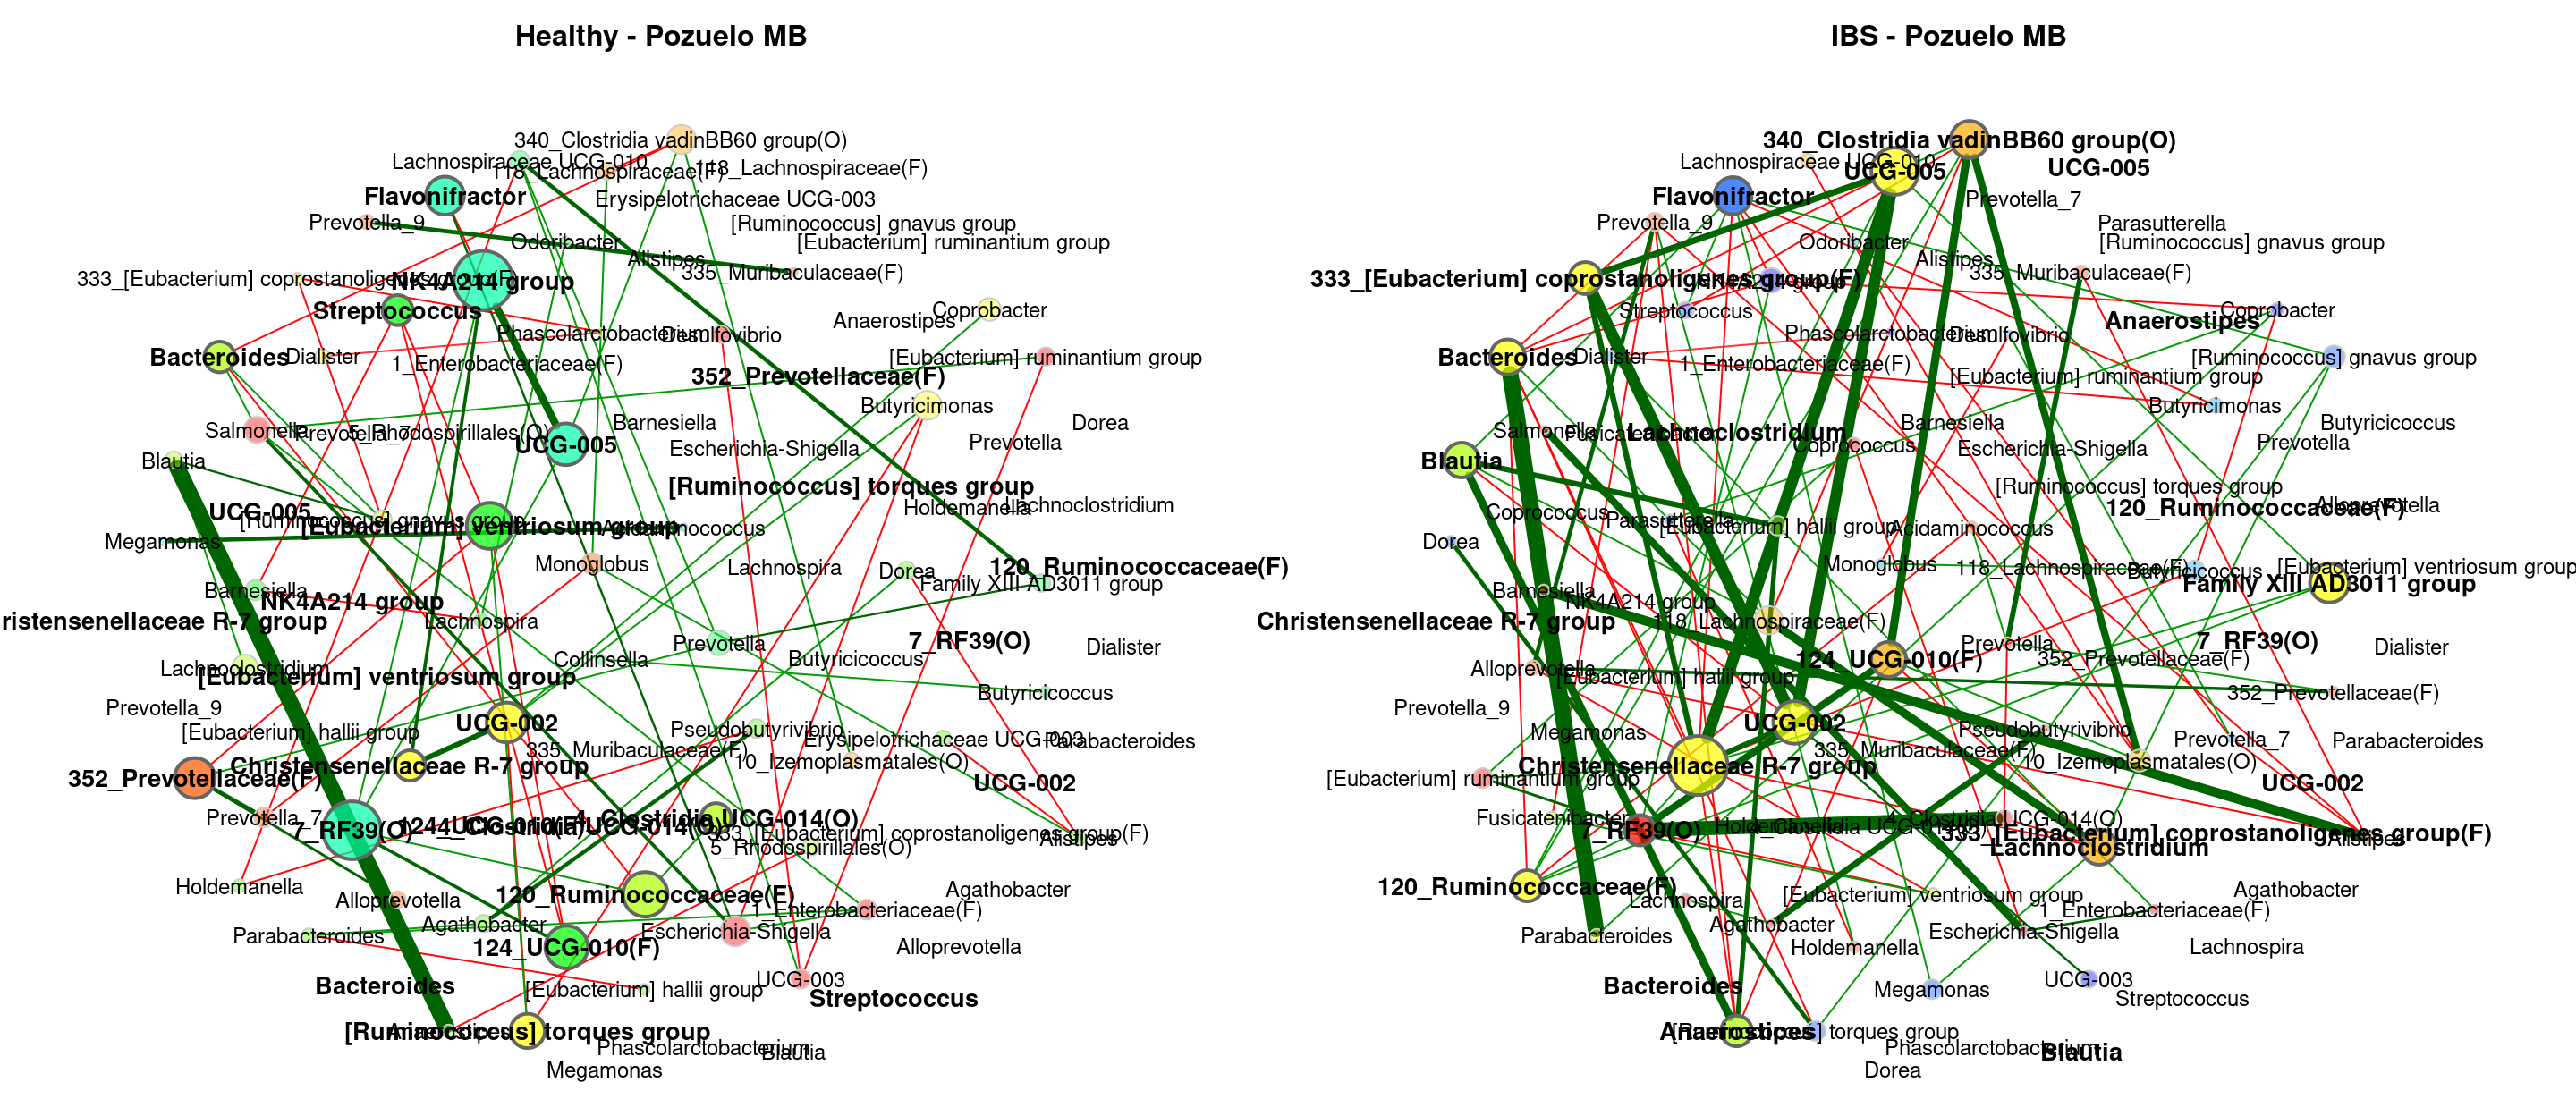 Healthy - Pozuelo MB
340_Clostridia vadinBB60 group(O)
Lachnospiraceae UCG-010
118_Lachnospiraceae(F)
118_Lachnospiraceae(F)
Flavonifractor
Erysipelotrichaceae UCG-003
Prevotella_9
[Ruminococcus] gnavus group
Odoribacter
[Eubacterium] ruminantium group
Alistipes
335_Muribaculaceae(F)
333_[Eubacterium] coprostanoligenes group(F)
NK4A214 group
Streptococcus
Coprobacter
Anaerostipes
Phascolarctobacterium
Desulfovibrio
Bacteroides
Dialister
1_Enterobacteriaceae(F)
[Eubacterium] ruminantium group
352_Prevotellaceae(F)
Butyricimonas
Barnesiella
Dorea
Salmonella
Prevotella_7
5_Rhodospirillales(O)
UCG-005
Prevotella
Escherichia-Shigella
Blautia
[Ruminococcus] torques group
Holdemanella
Lachnoclostridium
UCG-005
[Ruminococcus] gnavus group
[Eubacterium] ventriosum group
Acidaminococcus
Megamonas
Monoglobus
Lachnospira
Dorea
120_Ruminococcaceae(F)
Family XIII AD3011 group
Barnesiella
NK4A214 group
ristensenellaceae R-7 group
Lachnospira
Prevotella
7_RF39(O)
Dialister
Collinsella
Butyricicoccus
Lachnoclostridium
[Eubacterium] ventriosum group
Butyricicoccus
Prevotella_9
UCG-002
[Eubacterium] hallii group
Pseudobutyrivibrio
Erysipelotrichaceae UCG-003
Parabacteroides
335_Muribaculaceae(F)
10_Izemoplasmatales(O)
Christensenellaceae R-7 group
352_Prevotellaceae(F)
UCG-002
Prevotella_7
7_RF39(O)
124_UCG-010(F)
4_Clostridia UCG-014(O)
4_Clostridia UCG-014(O)
333_[Eubacterium] coprostanoligenes group(F)
Alistipes
5_Rhodospirillales(O)
Holdemanella
120_Ruminococcaceae(F)
Agathobacter
Alloprevotella
1_Enterobacteriaceae(F)
Agathobacter
Parabacteroides
Escherichia-Shigella
124_UCG-010(F)
Alloprevotella
Bacteroides
[Eubacterium] hallii group
UCG-003
Streptococcus
[Ruminococcus] torques group
Anaerostipes
Phascolarctobacterium
Blautia
Megamonas
IBS - Pozuelo MB
340_Clostridia vadinBB60 group(O)
Lachnospiraceae UCG-010
UCG-005
UCG-005
Flavonifractor
Prevotella_7
Prevotella_9
Parasutterella
Odoribacter
[Ruminococcus] gnavus group
Alistipes
335_Muribaculaceae(F)
333_[Eubacterium] coprostanoligenes group(F)
NK4A214 group
Streptococcus
Coprobacter
Anaerostipes
Phascolarctobacterium
Desulfovibrio
Bacteroides
Dialister
1_Enterobacteriaceae(F)
[Ruminococcus] gnavus group
[Eubacterium] ruminantium group
Butyricimonas
Barnesiella
Butyricicoccus
Salmonella
Fusicatenibacter
Lachnoclostridium
Coprococcus
Prevotella
Escherichia-Shigella
Blautia
[Ruminococcus] torques group
120_Ruminococcaceae(F)
Alloprevotella
Coprococcus
Parasutterella
[Eubacterium] hallii group
Acidaminococcus
Dorea
Monoglobus
118_Lachnospiraceae(F)
Butyricicoccus
[Eubacterium] ventriosum group
Family XIII AD3011 group
Barnesiella
NK4A214 group
Christensenellaceae R-7 group
118_Lachnospiraceae(F)
Prevotella
7_RF39(O)
Dialister
124_UCG-010(F)
352_Prevotellaceae(F)
Alloprevotella
[Eubacterium] hallii group
352_Prevotellaceae(F)
Prevotella_9
UCG-002
Megamonas
Pseudobutyrivibrio
Prevotella_7
Parabacteroides
335_Muribaculaceae(F)
10_Izemoplasmatales(O)
Christensenellaceae R-7 group
[Eubacterium] ruminantium group
UCG-002
Fusicatenibacter
7_RF39(O)
Holdemanella
4_Clostridia UCG-014(O)
4_Clostridia UCG-014(O)
333_[Eubacterium] coprostanoligenes group(F)
Alistipes
Lachnoclostridium
120_Ruminococcaceae(F)
Lachnospira
[Eubacterium] ventriosum group
Agathobacter
1_Enterobacteriaceae(F)
Agathobacter
Parabacteroides
Escherichia-Shigella
Holdemanella
Lachnospira
Bacteroides
Megamonas
UCG-003
Streptococcus
Anaerostipes
[Ruminococcus] torques group
Phascolarctobacterium
Blautia
Dorea